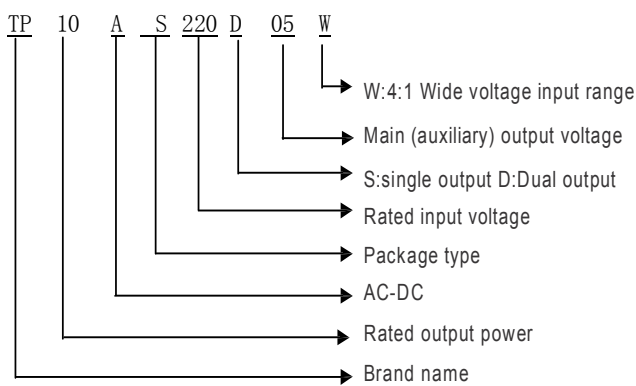 TP 10 A S 220 D 05 W
W:4:1 Wide voltage input range
Main (auxiliary) output voltage
S:single output D:Dual output
Rated input voltage
Package type
AC-DC
Rated output power
Brand name